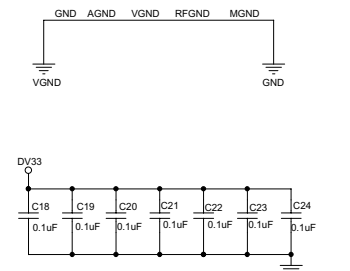 GND AGND VGND RFGND MGND
VGND GND
DV33
C18 C19 C20 C21 C22 C23 C24
0.1uF 0.1uF 0.1uF 0.1uF 0.1uF 0.1uF 0.1uF